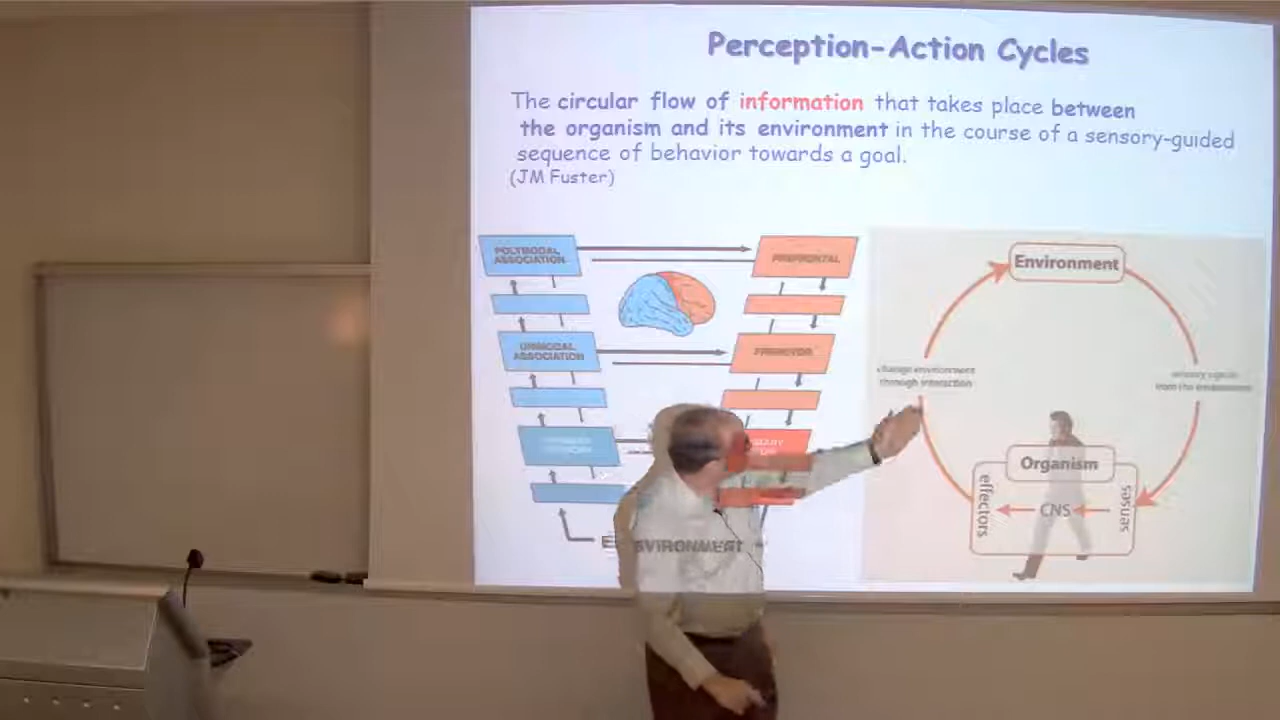 Perception-Action Cycles
The circular flow of information that takes place between
the organism and its environment in the course of a sensory-guided
sequence of behavior towards a goal.
(JM Fuster)
POLYMODAL
ASSOCIATION
PREFRONTAL
UNIMODAL
ASSOCIATION
PREMOTOR
ENVIRONMENT
Environment
change environment
through interaction
sensory signals
from the environment
Organism
effectors
CNS
senses